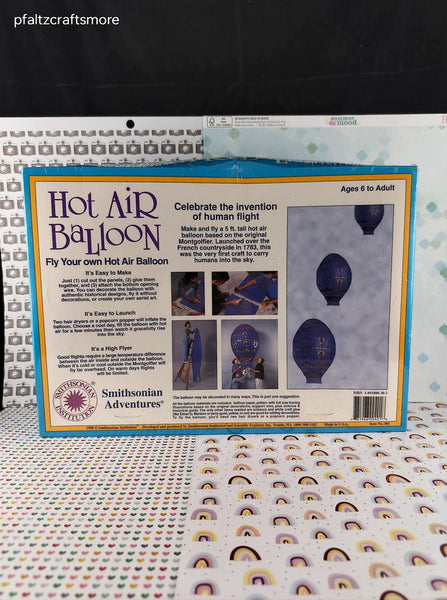 pfaltzcraftsmore
summer
mood
Hot Air
Balloon
Fly Your own Hot Air Balloon
It's Easy to Make
Just (1) cut out the panels, (2) glue them
together, and (3) attach the bottom opening
wire. You can decorate the balloon with
authentic historical designs, fly it without
decorations, or create your own aerial art.
It's Easy to Launch
Two hair dryers or a popcorn popper will inflate the
balloon. Choose a cool day, fill the balloon with hot
air for a few minutes then watch it gracefully rise
into the sky.
It's a High Flyer
Good flights require a large temperature difference
between the air inside and outside the balloon.
When it's cold or cool outside the Montgolfier will
fly for overhead. On warm days flights
will be limited.
SMITHSONIAN
INSTITUTION
Smithsonian
Adventures®
Celebrate the invention
of human flight
Make and fly a 5 ft. tall hot air
balloon based on the original
Montgolfier. Launched over the
French countryside in 1783, this
was the very first craft to carry
humans into the sky.
Ages 6 to Adult
The balloon may be decorated in many ways. This is just one suggestion.
Made in U.S.A.